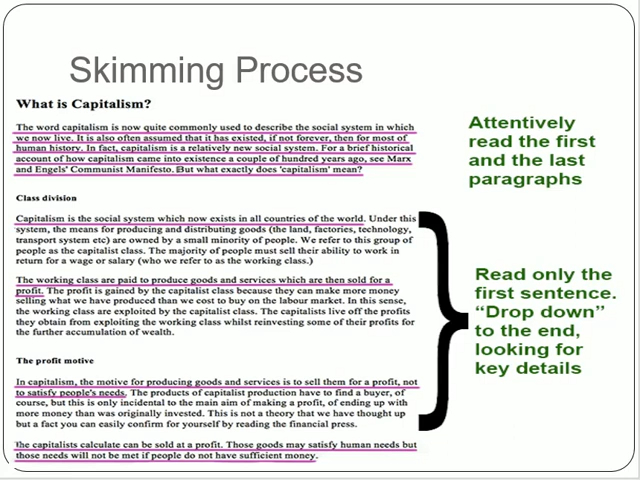 Skimming Process
What is Capitalism?
The word capitalism is now quite commonly used to describe the social system in which
we now live. It is also often assumed that it has existed, if not forever, then for most of
human history. In fact, capitalism is a relatively new social system. For a brief historical
account of how capitalism came into existence a couple of hundred years ago, see Marx
and Engels' Communist Manifesto. But what exactly does 'capitalism' mean?
Class division
Capitalism is the social system which now exists in all countries of the world. Under this
system, the means for producing and distributing goods (the land, factories, technology,
transport system etc) are owned by a small minority of people. We refer to this group of
people as the capitalist class. The majority of people must sell their ability to work in
return for a wage or salary (who we refer to as the working class.)
The working class are paid to produce goods and services which are then sold for a
profit. The profit is gained by the capitalist class because they can make more money
selling what we have produced than we cost to buy on the labour market. In this sense,
the working class are exploited by the capitalist class. The capitalists live off the profits
they obtain from exploiting the working class whilst reinvesting some of their profits for
the further accumulation of wealth.
The profit motive
In capitalism, the motive for producing goods and services is to sell them for a profit, not
to satisfy people's needs. The products of capitalist production have to find a buyer, of
course, but this is only incidental to the main aim of making a profit, of ending up with
more money than was originally invested. This is not a theory that we have thought up
but a fact you can easily confirm for yourself by reading the financial press.
The capitalists calculate can be sold at a profit. Those goods may satisfy human needs but
those needs will not be met if people do not have sufficient money.
Attentively
read the first
and the last
paragraphs
Read only the
first sentence.
“Drop down”
to the end,
looking for
key details